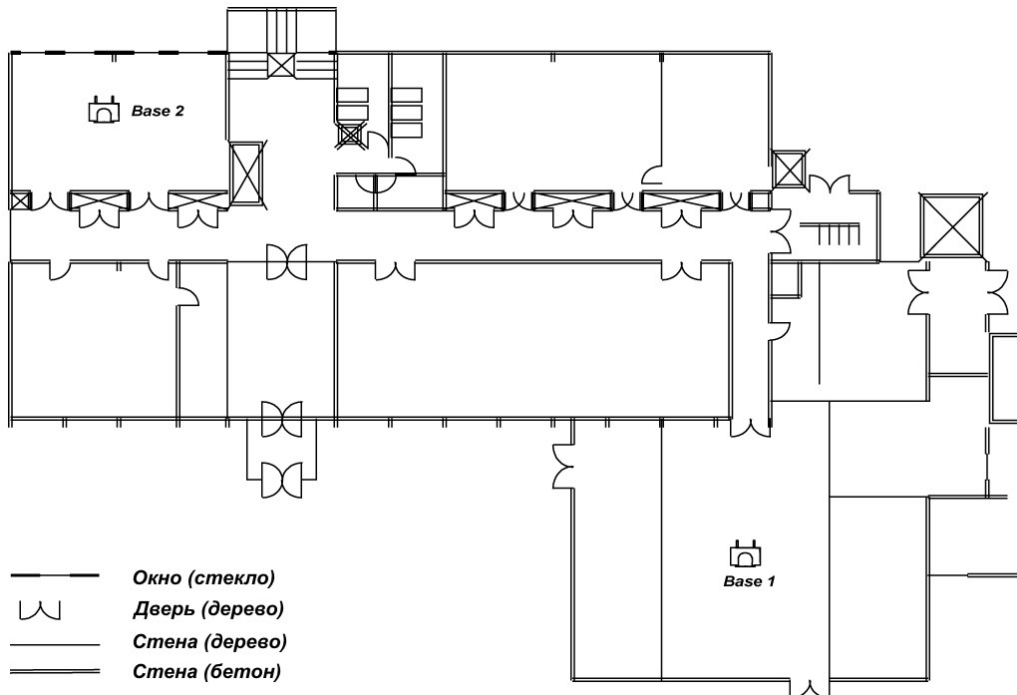 Base 2
Base 1
Окно (стекло)
Дверь (дерево)
Стена (дерево)
Стена (бетон)